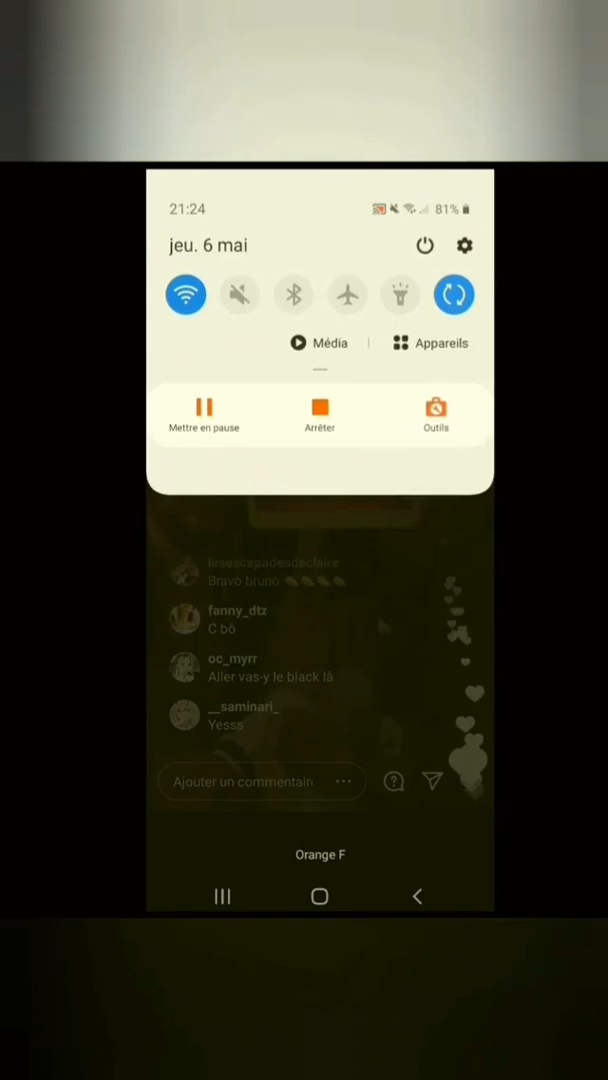 21:24
81%
jeu. 6 mai
Média
Appareils
Mettre en pause
Arrêter
Outils
lesescapadesdeclaire
Bravo bruno
fanny_dtz
C bô
oc_myrr
Aller vas-y le black là
__saminari_
Yesss
Ajouter un commentair
Orange F